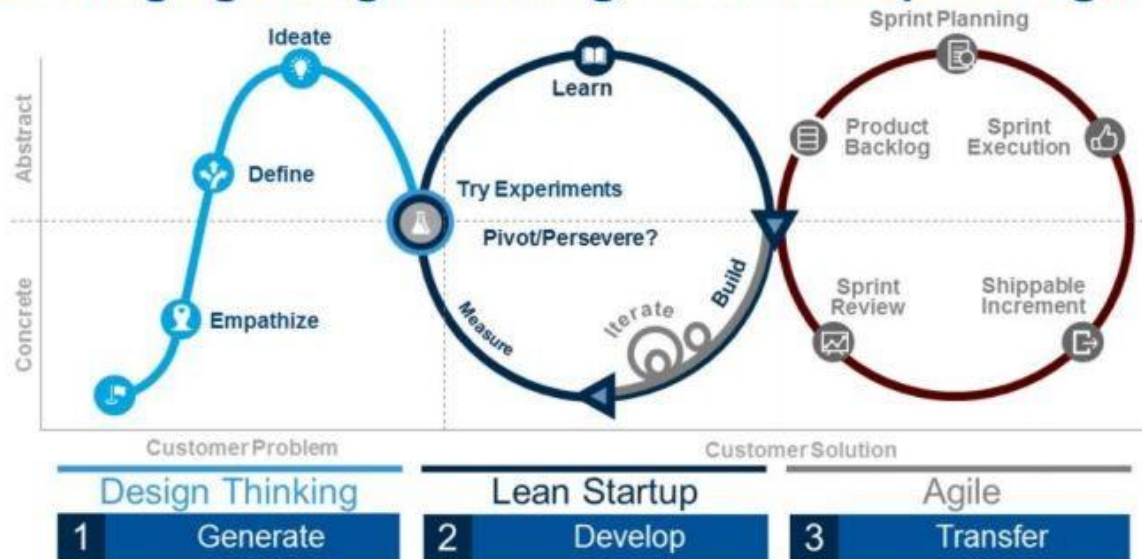 Sprint Planning
Ideate
Learn
Abstract
Product
Backlog
Sprint
Execution
Define
Try Experiments
Pivot/Persevere?
Concrete
Empathize
Measure
Iterate
Build
Sprint
Review
Shippable
Increment
Customer Problem
Customer Solution
Design Thinking
Lean Startup
Agile
1 Generate
2 Develop
3 Transfer